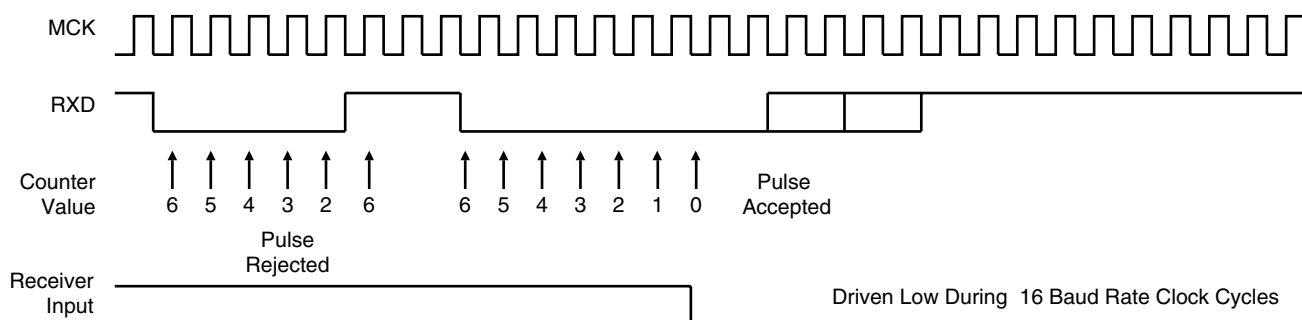 MCK
RXD
Counter
Value
6 5 4 3 2 6 6 5 4 3 2 1 0
Pulse
Accepted
Pulse
Rejected
Receiver
Input
Driven Low During 16 Baud Rate Clock Cycles